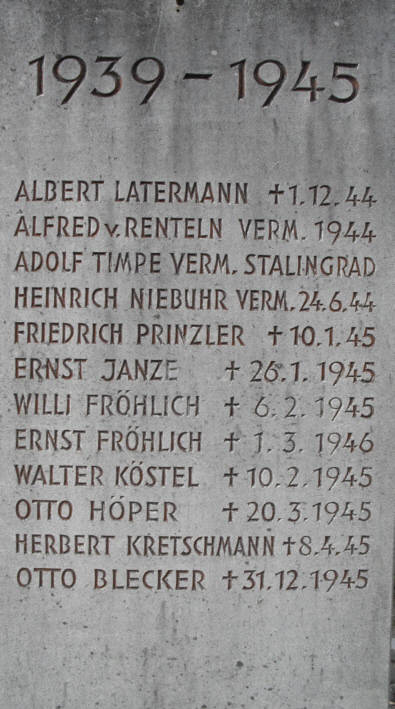 1939 – 1945
ALBERT LATERMANN †1.12.44
ALFRED v. RENTELN VERM. 1944
ADOLF TIMPE VERM. STALINGRAD
HEINRICH NIEBUHR VERM. 24.6.44
FRIEDRICH PRINZLER †10.1.45
ERNST JANZE † 26.1.1945
WILLI FRÖHLICH † 6.2.1945
ERNST FRÖHLICH † 1.3.1946
WALTER KÖSTEL †10.2.1945
OTTO HÖPER †20.3.1945
HERBERT KRETSCHMANN †8.4.45
OTTO BLECKER †31.12.1945